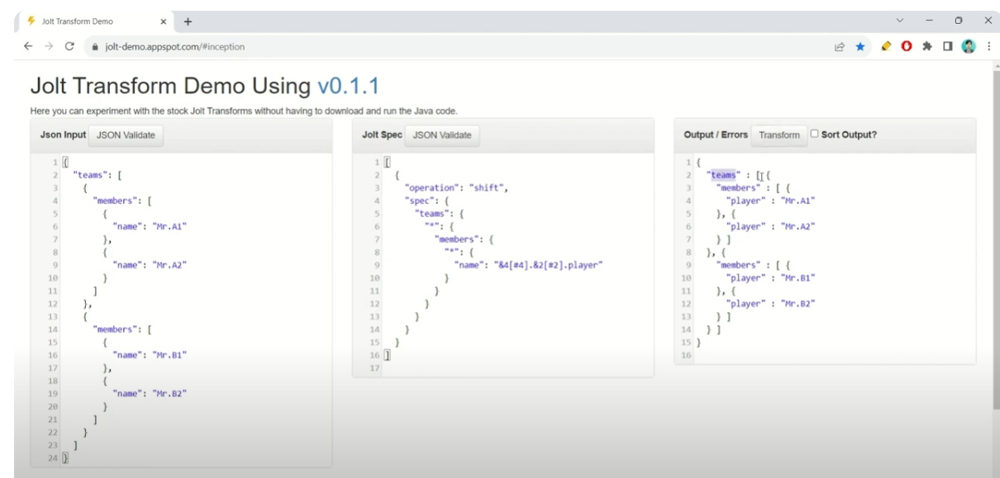 Jolt Transform Demo
jolt-demo.appspot.com/#inception
Jolt Transform Demo Using v0.1.1
Here you can experiment with the stock Jolt Transforms without having to download and run the Java code.
Json Input JSON Validate
1 {
2 "teams": [
3 {
4 "members": [
5 {
6 "name": "Mr.A1"
7 },
8 {
9 "name": "Mr.A2"
10 }
11 ]
12 },
13 {
14 "members": [
15 {
16 "name": "Mr.B1"
17 },
18 {
19 "name": "Mr.B2"
20 }
21 ]
22 }
23 ]
24 }
Jolt Spec JSON Validate
1 [
2 {
3 "operation": "shift",
4 "spec": {
5 "teams": {
6 "*": {
7 "members": {
8 "*": {
9 "name": "&4[#4].&2[#2].player"
10 }
11 }
12 }
13 }
14 }
15 }
16 ]
17
Output / Errors Transform Sort Output?
1 {
2 "teams" : [ {
3 "members" : [ {
4 "player" : "Mr.A1"
5 }, {
6 "player" : "Mr.A2"
7 } ]
8 }, {
9 "members" : [ {
10 "player" : "Mr.B1"
11 }, {
12 "player" : "Mr.B2"
13 } ]
14 } ]
15 }
16